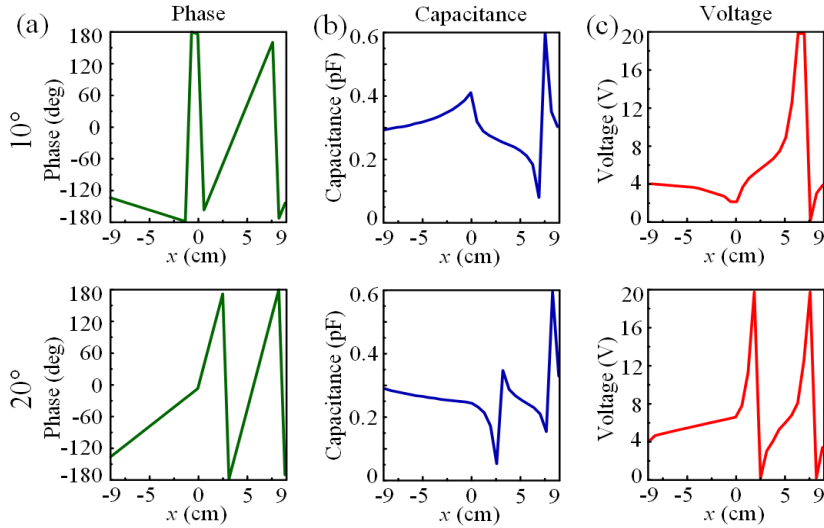 (a) Phase (b) Capacitance (c) Voltage
10°
Phase (deg)
180
120
60
0
-60
-120
-180
-9 -5 0 5 9
x (cm)
Capacitance (pF)
0.6
0.4
0.2
0
-9 -5 0 5 9
x (cm)
Voltage (V)
20
16
12
8
4
0
-9 -5 0 5 9
x (cm)
20°
Phase (deg)
180
120
60
0
-60
-120
-180
-9 -5 0 5 9
x (cm)
Capacitance (pF)
0.6
0.4
0.2
0
-9 -5 0 5 9
x (cm)
Voltage (V)
20
16
12
8
4
0
-9 -5 0 5 9
x (cm)